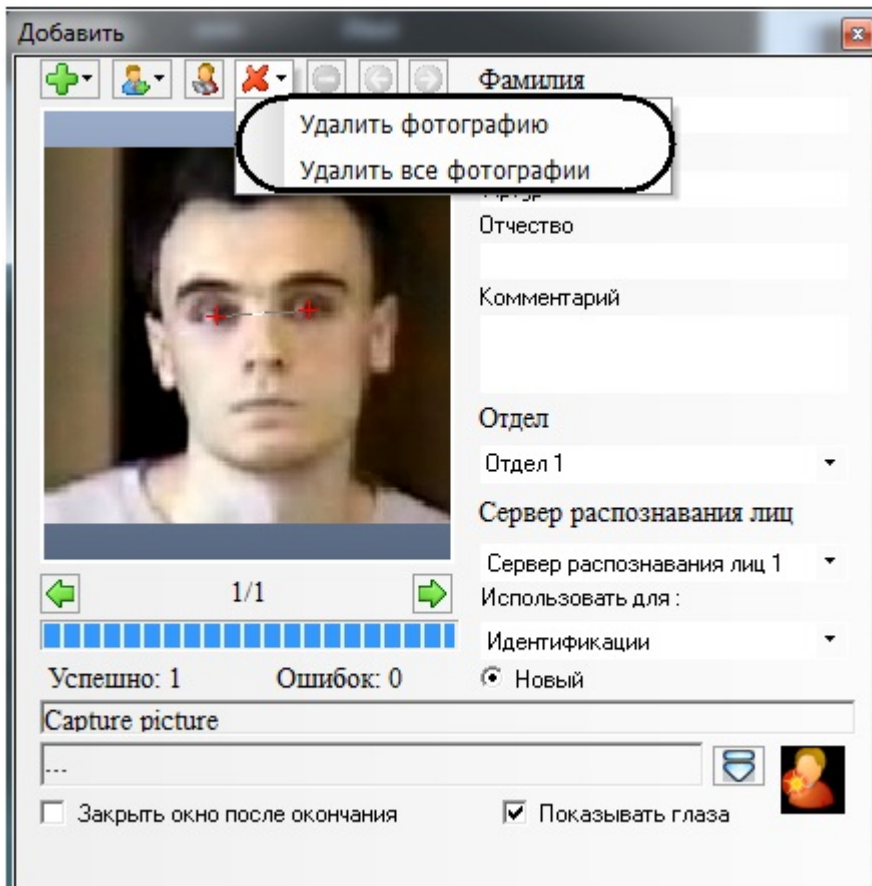 Добавить
Фамилия
Удалить фотографию
Удалить все фотографии
Отчество
Комментарий
Отдел
Отдел 1
Сервер распознавания лиц
Сервер распознавания лиц 1
1/1
Использовать для :
Идентификации
Успешно: 1 Ошибок: 0
Новый
Capture picture
...
Закрыть окно после окончания
Показывать глаза